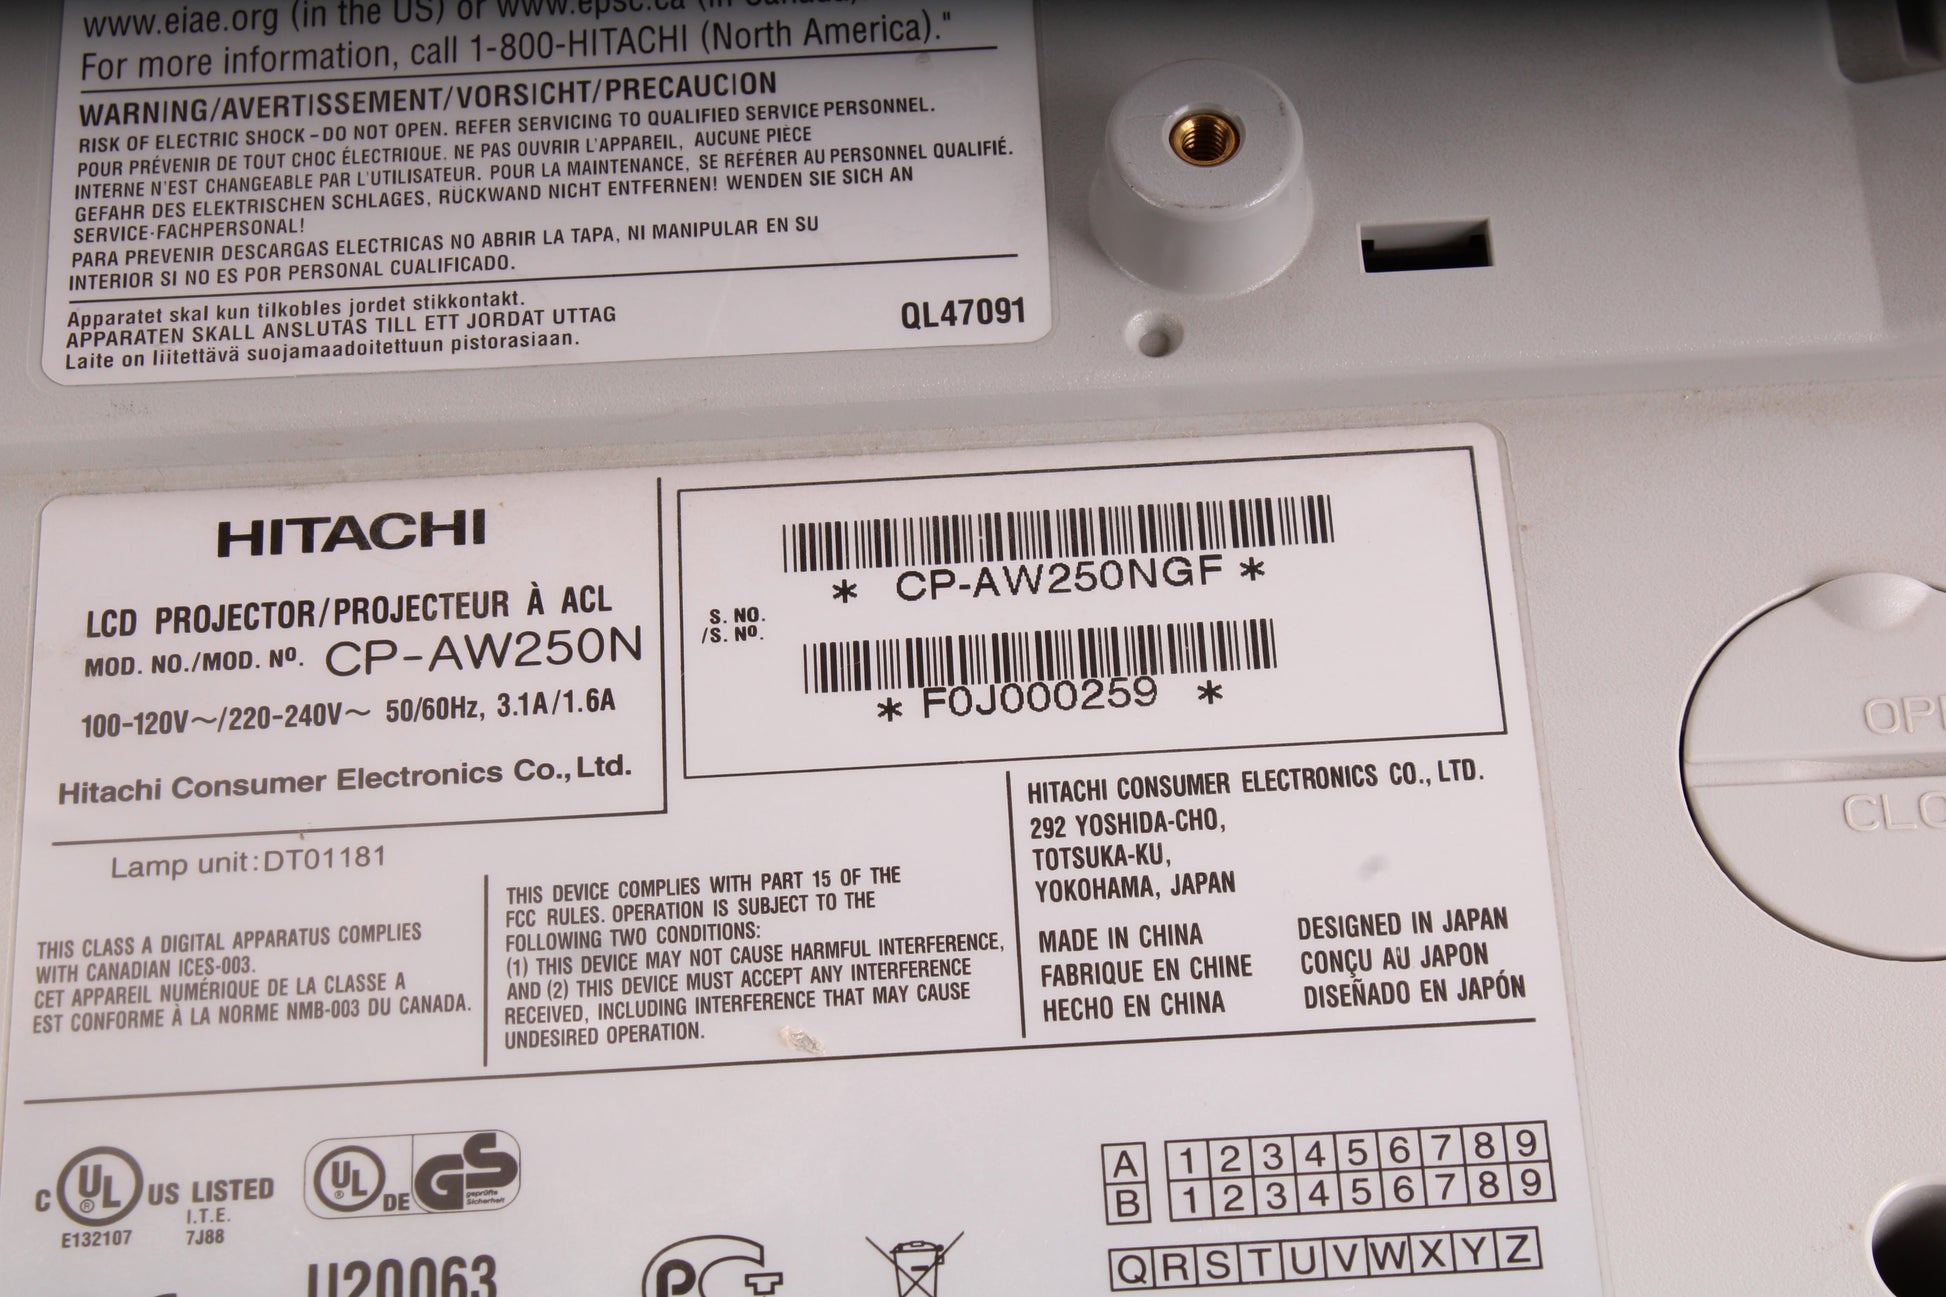 www.eiae.org (in the US) or www.epsc.ca (in Canada)
For more information, call 1-800-HITACHI (North America)."
WARNING/AVERTISSEMENT/VORSICHT/PRECAUCION
RISK OF ELECTRIC SHOCK–DO NOT OPEN. REFER SERVICING TO QUALIFIED SERVICE PERSONNEL.
POUR PRÉVENIR DE TOUT CHOC ÉLECTRIQUE, NE PAS OUVRIR L'APPAREIL, AUCUNE PIÈCE
INTERNE N'EST CHANGEABLE PAR L'UTILISATEUR. POUR LA MAINTENANCE, SE RÉFÉRER AU PERSONNEL QUALIFIÉ.
GEFAHR DES ELEKTRISCHEN SCHLAGES, RÜCKWAND NICHT ENTFERNEN! WENDEN SIE SICH AN
SERVICE-FACHPERSONAL!
PARA PREVENIR DESCARGAS ELECTRICAS NO ABRIR LA TAPA, NI MANIPULAR EN SU
INTERIOR SI NO ES POR PERSONAL CUALIFICADO.
Apparatet skal kun tilkobles jordet stikkontakt.
APPARATEN SKALL ANSLUTAS TILL ETT JORDAT UTTAG
Laite on liitettävä suojamaadoitettuun pistorasiaan.
QL47091
HITACHI
LCD PROJECTOR/PROJECTEUR À ACL
MOD. NO./MOD. Nº. CP-AW250N
100-120V~/220-240V~ 50/60Hz, 3.1A/1.6A
Hitachi Consumer Electronics Co., Ltd.
* CP-AW250NGF *
S. NO.
/S. Nº.
* F0J000259 *
Lamp unit:DT01181
THIS CLASS A DIGITAL APPARATUS COMPLIES
WITH CANADIAN ICES-003.
CET APPAREIL NUMÉRIQUE DE LA CLASSE A
EST CONFORME À LA NORME NMB-003 DU CANADA.
THIS DEVICE COMPLIES WITH PART 15 OF THE
FCC RULES. OPERATION IS SUBJECT TO THE
FOLLOWING TWO CONDITIONS:
(1) THIS DEVICE MAY NOT CAUSE HARMFUL INTERFERENCE,
AND (2) THIS DEVICE MUST ACCEPT ANY INTERFERENCE
RECEIVED, INCLUDING INTERFERENCE THAT MAY CAUSE
UNDESIRED OPERATION.
HITACHI CONSUMER ELECTRONICS CO., LTD.
292 YOSHIDA-CHO,
TOTSUKA-KU,
YOKOHAMA, JAPAN
MADE IN CHINA
FABRIQUE EN CHINE
HECHO EN CHINA
DESIGNED IN JAPAN
CONÇU AU JAPON
DISEÑADO EN JAPÓN
C UL ® US LISTED
I.T.E.
E132107 7J88
UL ® DE GS
geprüfte
Sicherheit
U20063
PCT
A 1 2 3 4 5 6 7 8 9
B 1 2 3 4 5 6 7 8 9
Q R S T U V W X Y Z
OP
CLO